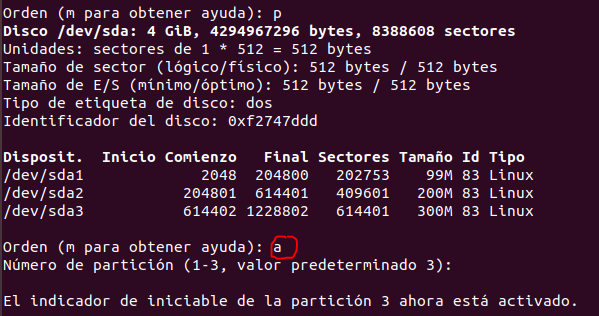 Orden (m para obtener ayuda): p
Disco /dev/sda: 4 GiB, 4294967296 bytes, 8388608 sectores
Unidades: sectores de 1 * 512 = 512 bytes
Tamaño de sector (lógico/físico): 512 bytes / 512 bytes
Tamaño de E/S (mínimo/óptimo): 512 bytes / 512 bytes
Tipo de etiqueta de disco: dos
Identificador del disco: 0xf2747ddd
Disposit.  Inicio Comienzo   Final Sectores Tamaño Id Tipo
/dev/sda1             2048  204800   202753    99M 83 Linux
/dev/sda2           204801  614401   409601   200M 83 Linux
/dev/sda3           614402 1228802   614401   300M 83 Linux
Orden (m para obtener ayuda): a
Número de partición (1-3, valor predeterminado 3):
El indicador de iniciable de la partición 3 ahora está activado.